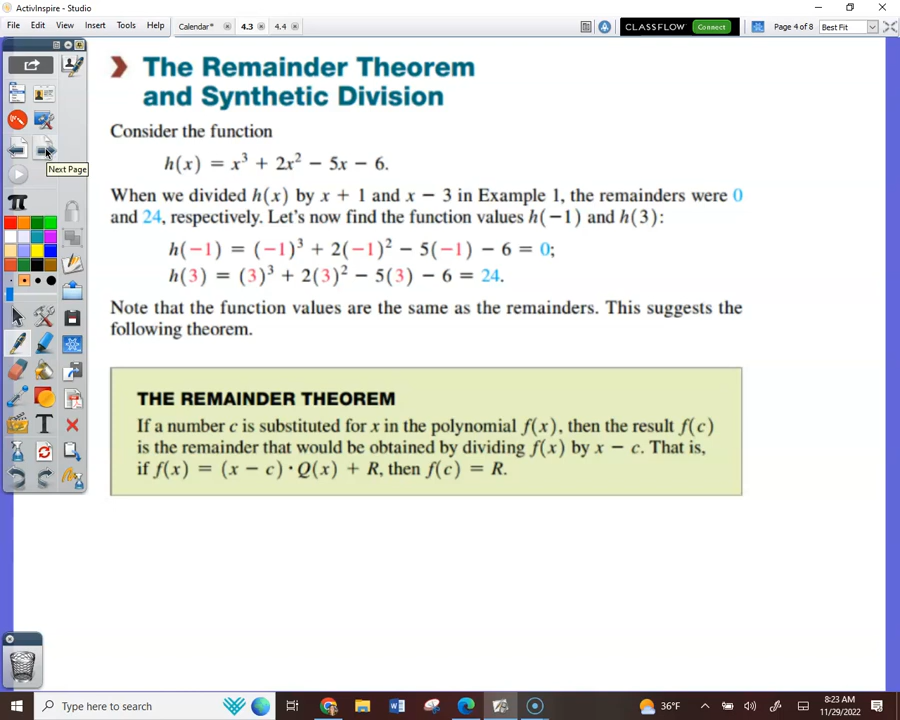 ActivInspire - Studio
File Edit View Insert Tools Help Calendar* 4.3 4.4 CLASSFLOW Connect Page 4 of 8 Best Fit
The Remainder Theorem
and Synthetic Division
Consider the function
h(x) = x³ + 2x² − 5x − 6.
Next Page
When we divided h(x) by x + 1 and x − 3 in Example 1, the remainders were 0
and 24, respectively. Let's now find the function values h(−1) and h(3):
h(−1) = (−1)³ + 2(−1)² − 5(−1) − 6 = 0;
h(3) = (3)³ + 2(3)² − 5(3) − 6 = 24.
Note that the function values are the same as the remainders. This suggests the
following theorem.
THE REMAINDER THEOREM
If a number c is substituted for x in the polynomial f(x), then the result f(c)
is the remainder that would be obtained by dividing f(x) by x − c. That is,
if f(x) = (x − c) · Q(x) + R, then f(c) = R.
Type here to search
36°F
8:23 AM
11/29/2022